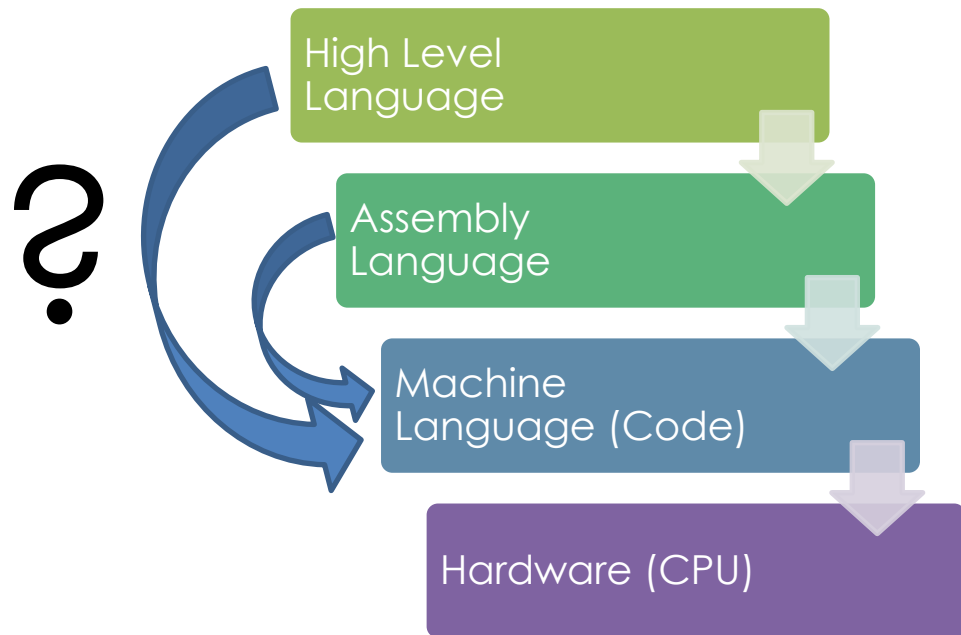 High Level
Language
?
Assembly
Language
Machine
Language (Code)
Hardware (CPU)